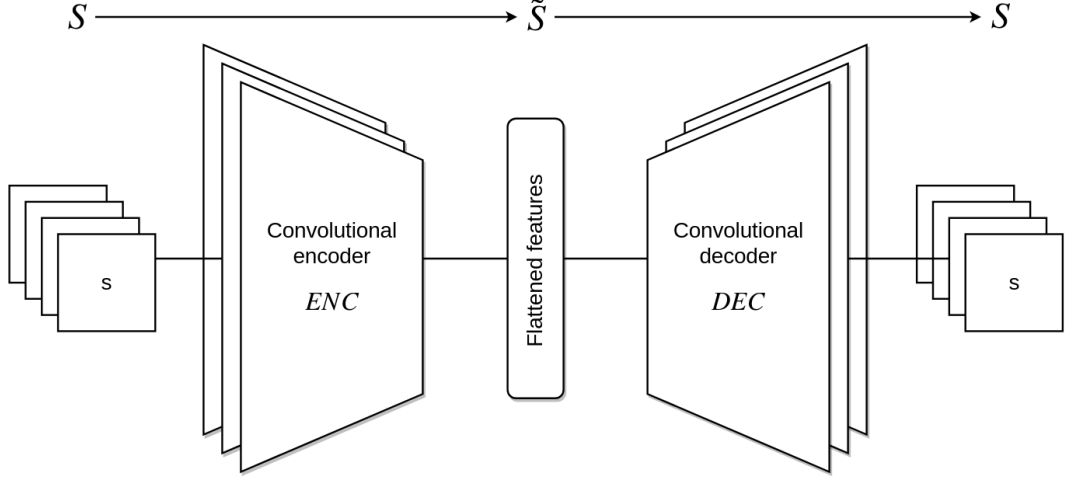 S S̃ S
s
Convolutional
encoder
ENC
Flattened features
Convolutional
decoder
DEC
s